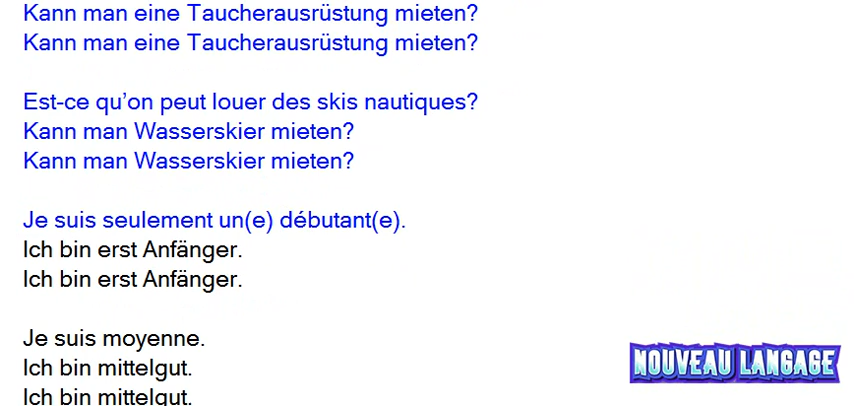 Kann man eine Taucherausrüstung mieten?
Kann man eine Taucherausrüstung mieten?
Est-ce qu’on peut louer des skis nautiques?
Kann man Wasserskier mieten?
Kann man Wasserskier mieten?
Je suis seulement un(e) débutant(e).
Ich bin erst Anfänger.
Ich bin erst Anfänger.
Je suis moyenne.
Ich bin mittelgut.
Ich bin mittelgut.
NOUVEAU LANGAGE